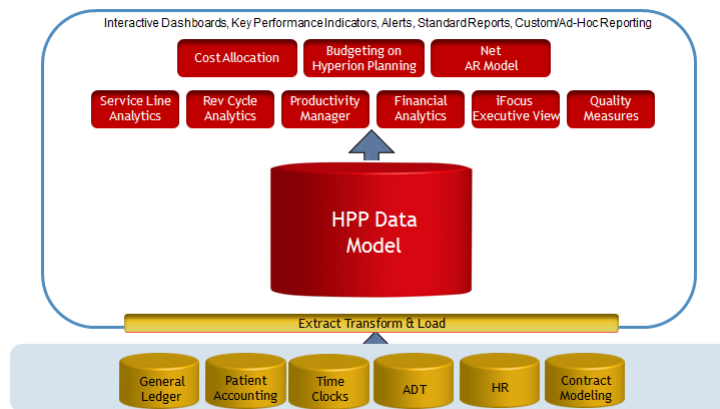 Interactive Dashboards, Key Performance Indicators, Alerts, Standard Reports, Custom/Ad-Hoc Reporting
Cost Allocation
Budgeting on
Hyperion Planning
Net
AR Model
Service Line
Analytics
Rev Cycle
Analytics
Productivity
Manager
Financial
Analytics
iFocus
Executive View
Quality
Measures
HPP Data
Model
Extract Transform & Load
General
Ledger
Patient
Accounting
Time
Clocks
ADT
HR
Contract
Modeling